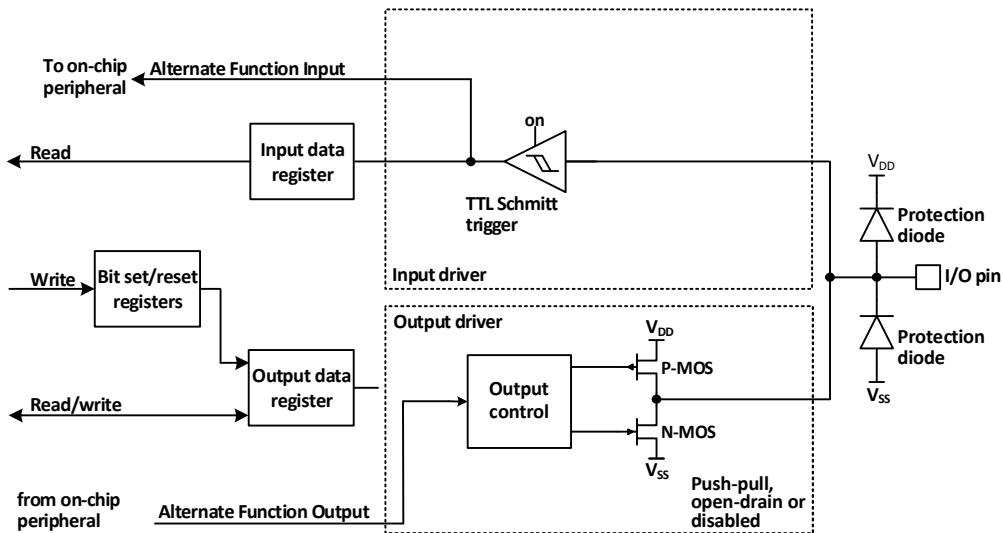 To on-chip
peripheral
Alternate Function Input
on
Read
Input data
register
TTL Schmitt
trigger
V_DD
Protection
diode
Write
Bit set/reset
registers
Input driver
I/O pin
Output driver
V_DD
P-MOS
Protection
diode
Output data
register
Output
control
Read/write
N-MOS
V_SS
V_SS
from on-chip
peripheral
Alternate Function Output
Push-pull,
open-drain or
disabled